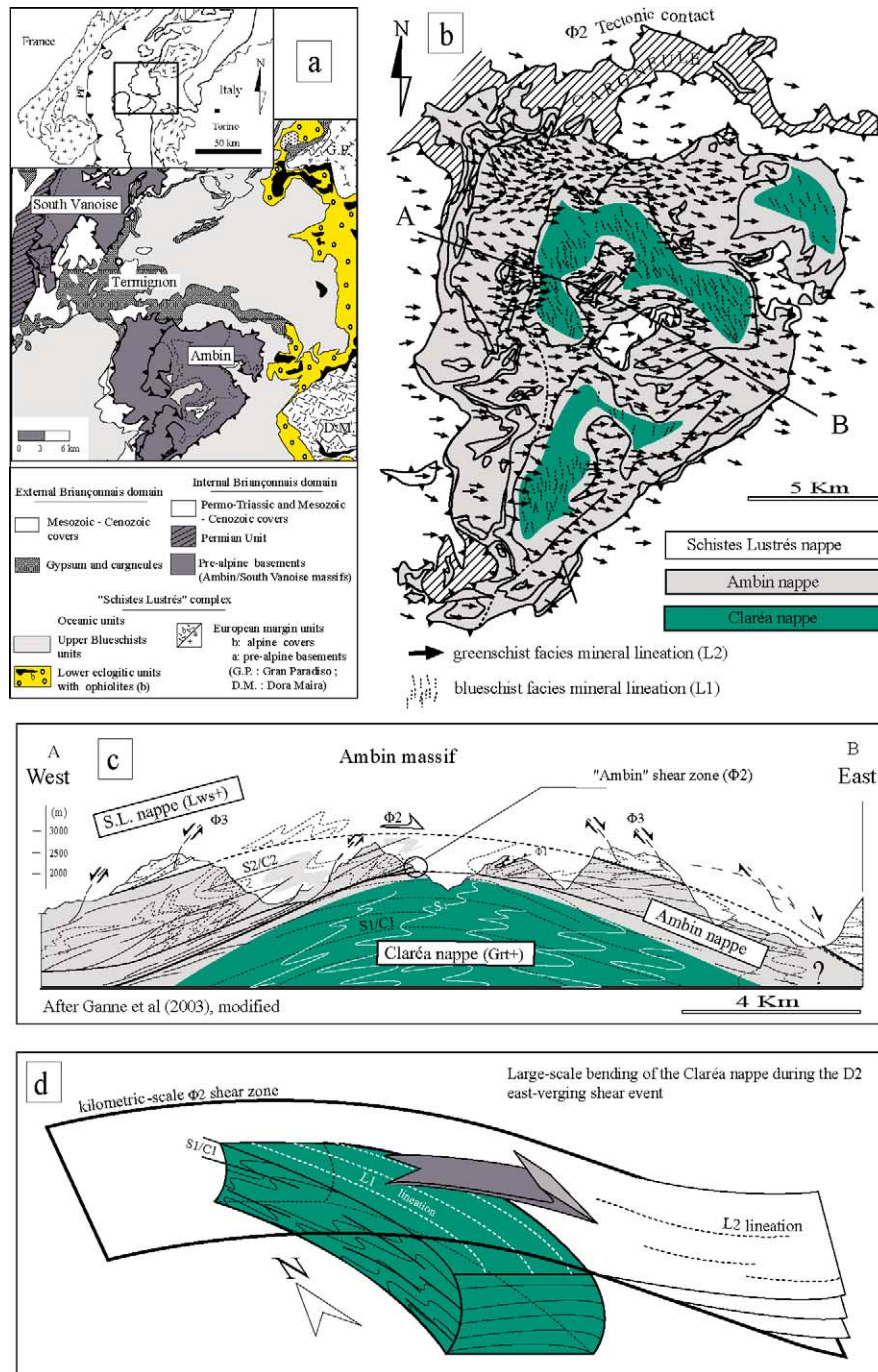 France
a
N
PF
Italy
Torino
50 km
G.P.
South Vanoise
Termignon
Ambin
D.M.
0 3 6 km
External Briançonnais domain
Mesozoic - Cenozoic
covers
Gypsum and cargneules
Internal Briançonnais domain
Permo-Triassic and Mesozoic
- Cenozoic covers
Permian Unit
Pre-alpine basements
(Ambin/South Vanoise massifs)
"Schistes Lustrés" complex
Oceanic units
Upper Blueschists
units
Lower eclogitic units
with ophiolites (b)
b
a
European margin units
b: alpine covers
a: pre-alpine basements
(G.P. : Gran Paradiso ;
D.M. : Dora Maira)
b
N
Φ2 Tectonic contact
CARGNEULE
A
B
5 Km
Schistes Lustrés nappe
Ambin nappe
Claréa nappe
greenschist facies mineral lineation (L2)
blueschist facies mineral lineation (L1)
c
A
West
Ambin massif
B
East
"Ambin" shear zone (Φ2)
S.L. nappe (Lws+)
(m)
3000
2500
2000
Φ3
Φ2
Φ1
Φ3
S2/C2
S1/C1
Claréa nappe (Grt+)
Ambin nappe
?
After Ganne et al (2003), modified
4 Km
d
Large-scale bending of the Claréa nappe during the D2
east-verging shear event
kilometric-scale Φ2 shear zone
S1/C1
L1
lineation
L2 lineation
N